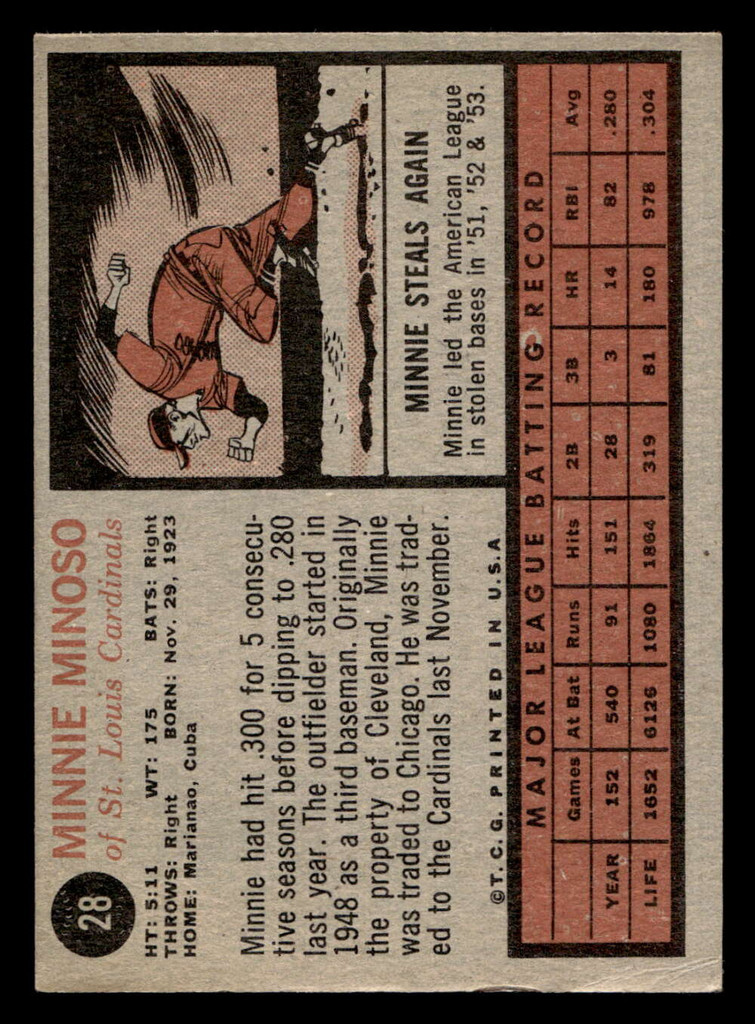 28
MINNIE MINOSO
of St. Louis Cardinals
HT: 5:11 WT: 175 BATS: Right
THROWS: Right BORN: Nov. 29, 1923
HOME: Marianao, Cuba
Minnie had hit .300 for 5 consecu-
tive seasons before dipping to .280
last year. The outfielder started in
1948 as a third baseman. Originally
the property of Cleveland, Minnie
was traded to Chicago. He was trad-
ed to the Cardinals last November.
©T. C. G. PRINTED IN U.S.A
MINNIE STEALS AGAIN
Minnie led the American League
in stolen bases in '51, '52 & '53.
MAJOR LEAGUE BATTING RECORD
Games At Bat Runs Hits 2B 3B HR RBI Avg
YEAR 152 540 91 151 28 3 14 82 .280
LIFE 1652 6126 1080 1864 319 81 180 978 .304